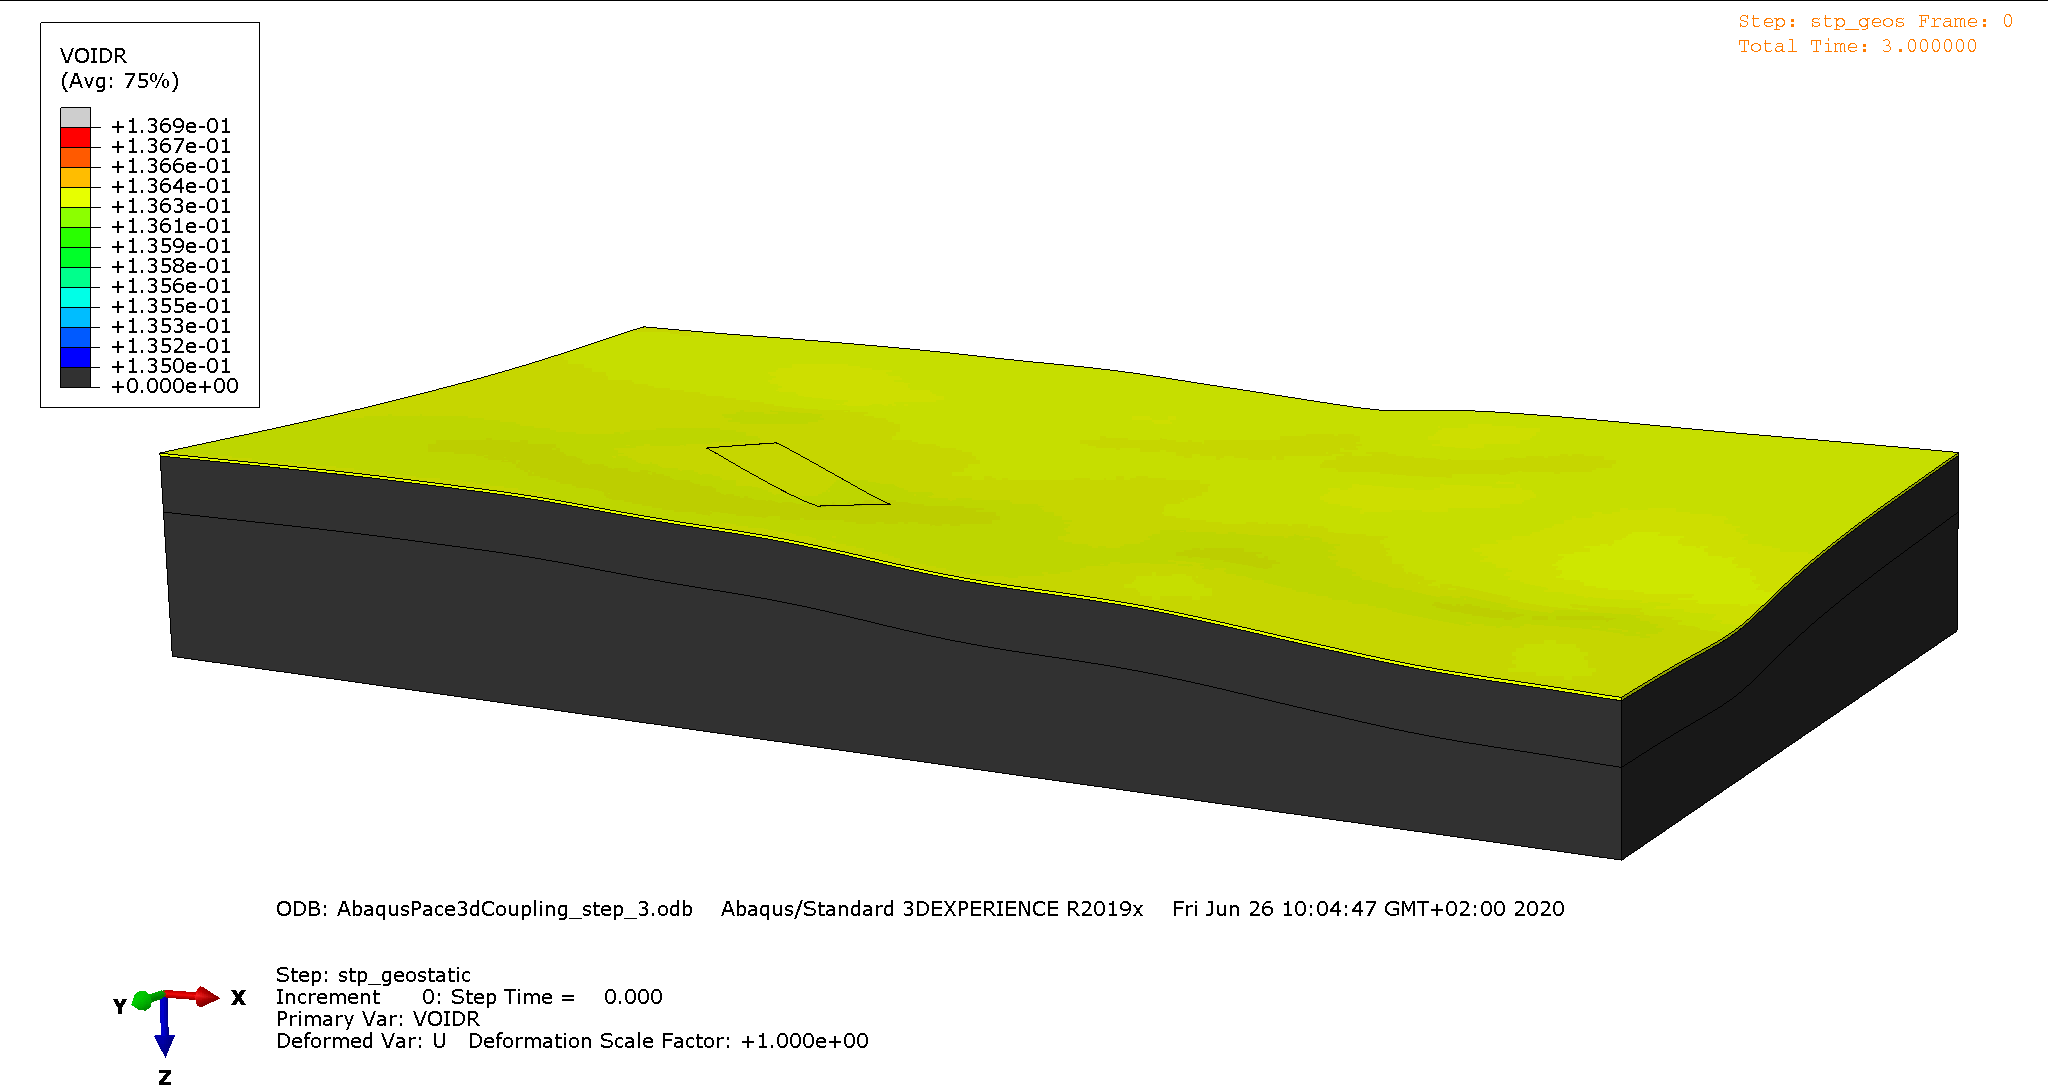 Step: stp_geos Frame: 0
Total Time: 3.000000
VOIDR
(Avg: 75%)
+1.369e-01
+1.367e-01
+1.366e-01
+1.364e-01
+1.363e-01
+1.361e-01
+1.359e-01
+1.358e-01
+1.356e-01
+1.355e-01
+1.353e-01
+1.352e-01
+1.350e-01
+0.000e+00
ODB: AbaqusPace3dCoupling_step_3.odb Abaqus/Standard 3DEXPERIENCE R2019x Fri Jun 26 10:04:47 GMT+02:00 2020
Step: stp_geostatic
Increment 0: Step Time = 0.000
Primary Var: VOIDR
Deformed Var: U Deformation Scale Factor: +1.000e+00
Y
X
Z